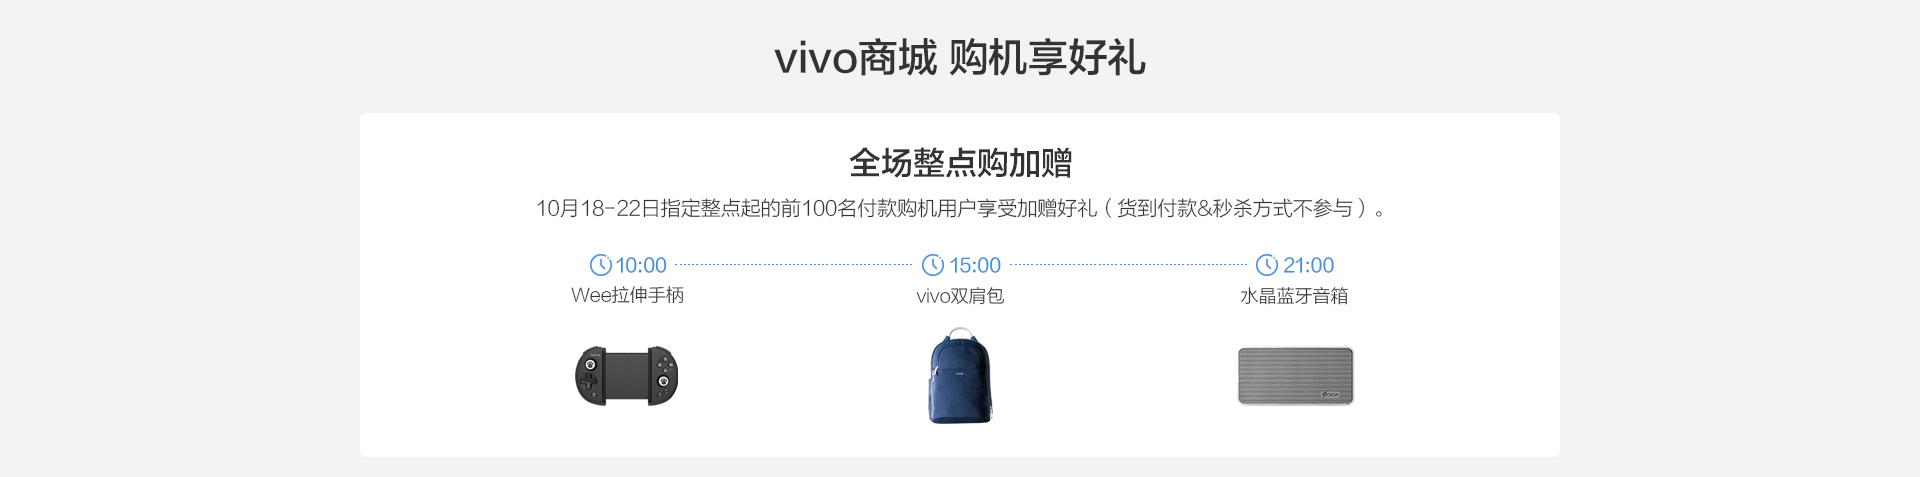 vivo商城 购机享好礼
全场整点购加赠
10月18-22日指定整点起的前100名付款购机用户享受加赠好礼（货到付款&秒杀方式不参与）。
10:00 15:00 21:00
Wee拉伸手柄 vivo双肩包 水晶蓝牙音箱